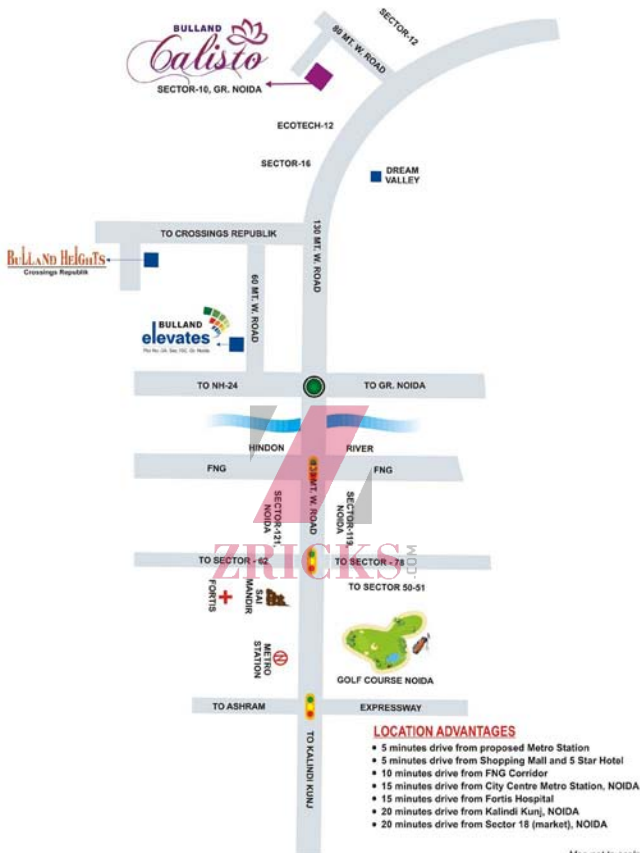 BULLAND
Calisto
SECTOR-10, GR. NOIDA
SECTOR-12
80 MT. W. ROAD
ECOTECH-12
SECTOR-16
DREAM
VALLEY
TO CROSSINGS REPUBLIK
130 MT. W. ROAD
BULLAND HEIGHTS
Crossings Republik
60 MT. W. ROAD
BULLAND
elevates
TO NH-24
TO GR. NOIDA
HINDON
RIVER
FNG
FNG
MT. W. ROAD
SECTOR-121,
NOIDA
SECTOR-119,
NOIDA
ZRICKS
.COM
TO SECTOR - 62
TO SECTOR - 78
TO SECTOR 50-51
FORTIS
SAI
MANDIR
METRO
STATION
GOLF COURSE NOIDA
TO ASHRAM
EXPRESSWAY
TO KALINDI KUNJ
LOCATION ADVANTAGES
• 5 minutes drive from proposed Metro Station
• 5 minutes drive from Shopping Mall and 5 Star Hotel
• 10 minutes drive from FNG Corridor
• 15 minutes drive from City Centre Metro Station, NOIDA
• 15 minutes drive from Fortis Hospital
• 20 minutes drive from Kalindi Kunj, NOIDA
• 20 minutes drive from Sector 18 (market), NOIDA